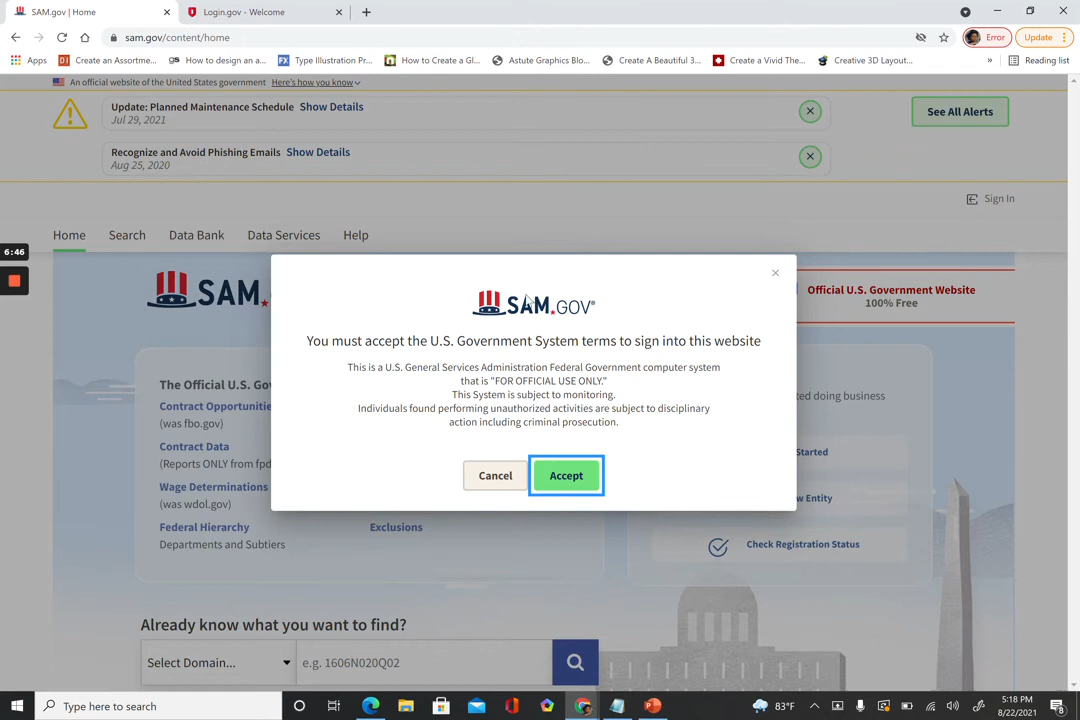 SAM.gov | Home
Login.gov - Welcome
sam.gov/content/home
Error
Update
Apps
Create an Assortme...
How to design an a...
Type Illustration Pr...
How to Create a Gl...
Astute Graphics Blo...
Create A Beautiful 3...
Create a Vivid The...
Creative 3D Layout...
»
Reading list
An official website of the United States government Here's how you know
Update: Planned Maintenance Schedule Show Details
Jul 29, 2021
See All Alerts
Recognize and Avoid Phishing Emails Show Details
Aug 25, 2020
Sign In
Home Search Data Bank Data Services Help
6:46
SAM.
Official U.S. Government Website
100% Free
SAM.GOV®
You must accept the U.S. Government System terms to sign into this website
This is a U.S. General Services Administration Federal Government computer system
that is "FOR OFFICIAL USE ONLY."
This System is subject to monitoring.
Individuals found performing unauthorized activities are subject to disciplinary
action including criminal prosecution.
Cancel Accept
The Official U.S. Go
Contract Opportunitie
(was fbo.gov)
Contract Data
(Reports ONLY from fpd
Wage Determinations
(was wdol.gov)
Federal Hierarchy
Departments and Subtiers
Exclusions
ted doing business
Started
w Entity
Check Registration Status
Already know what you want to find?
Select Domain... e.g. 1606N020Q02
Type here to search
83°F
5:18 PM
8/22/2021
8